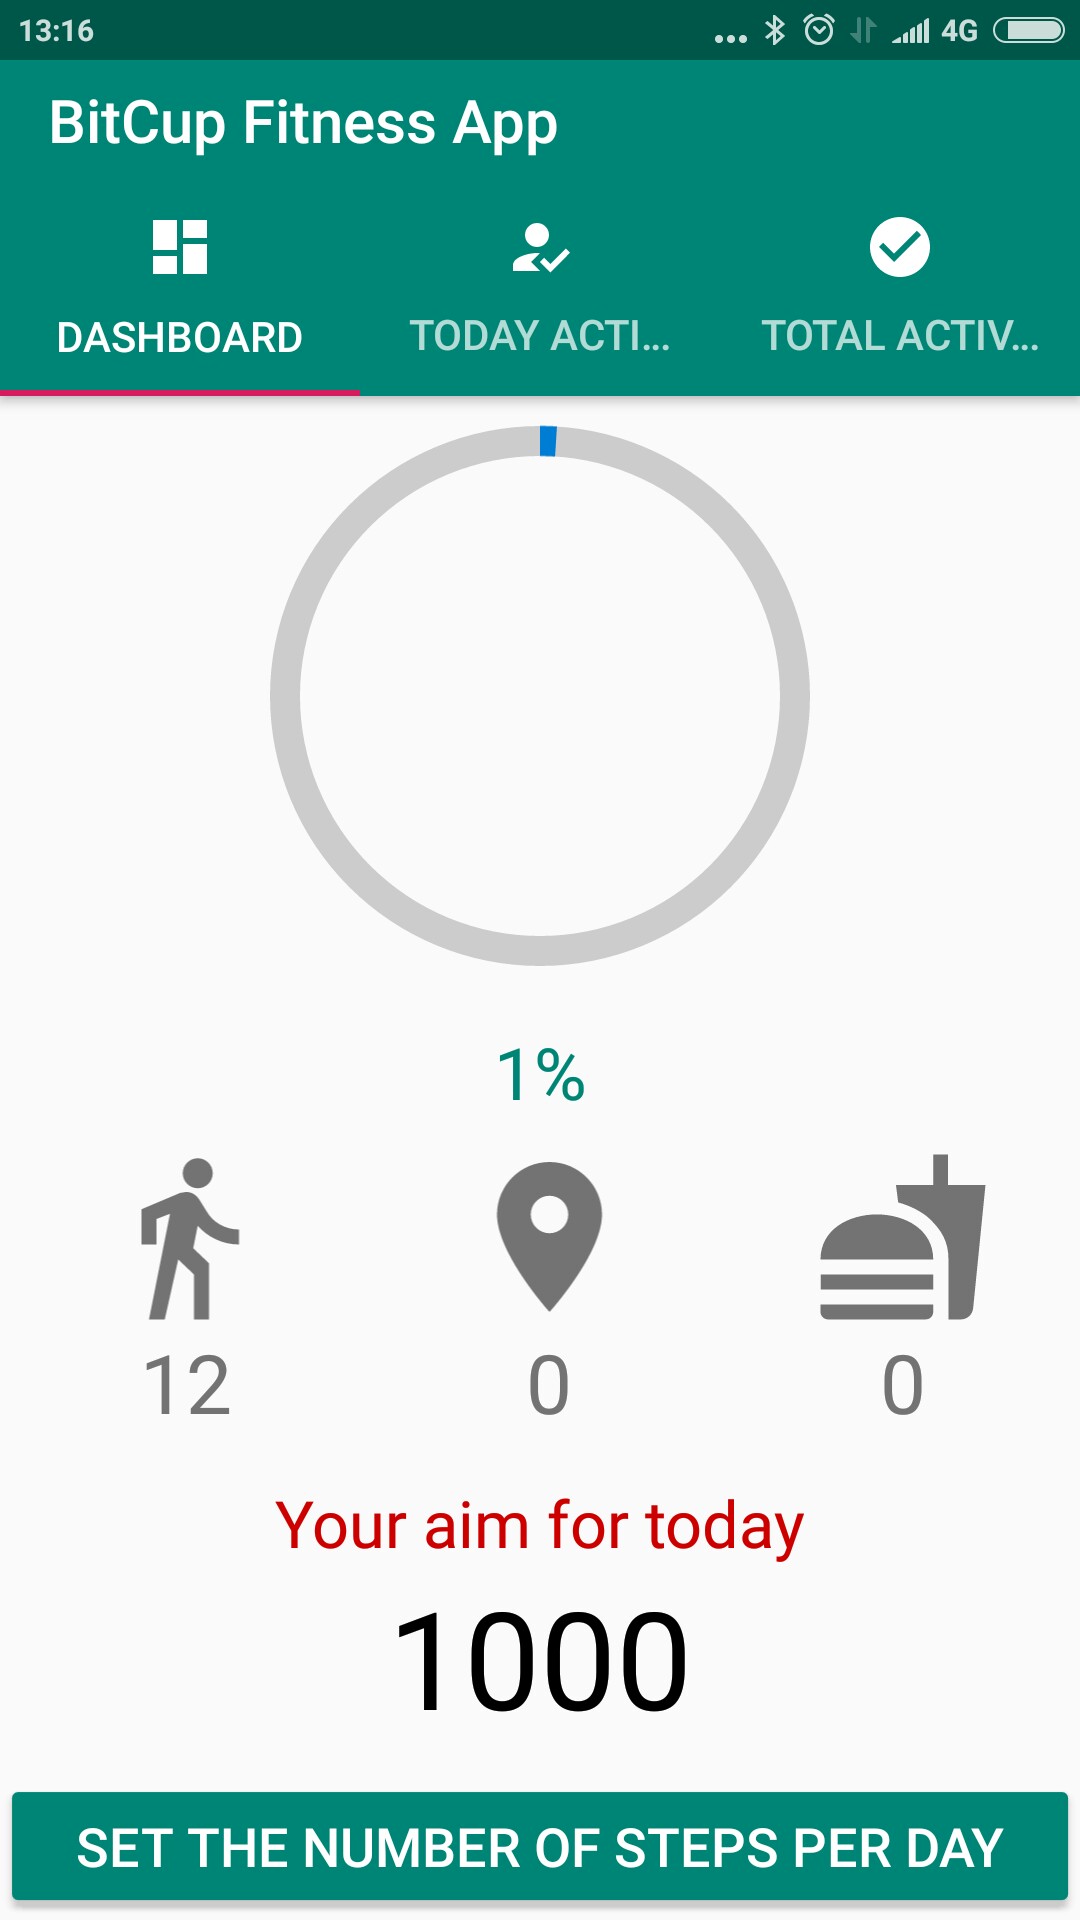 13:16
4G
BitCup Fitness App
DASHBOARD
TODAY ACTI...
TOTAL ACTIV...
1%
12
0
0
Your aim for today
1000
SET THE NUMBER OF STEPS PER DAY